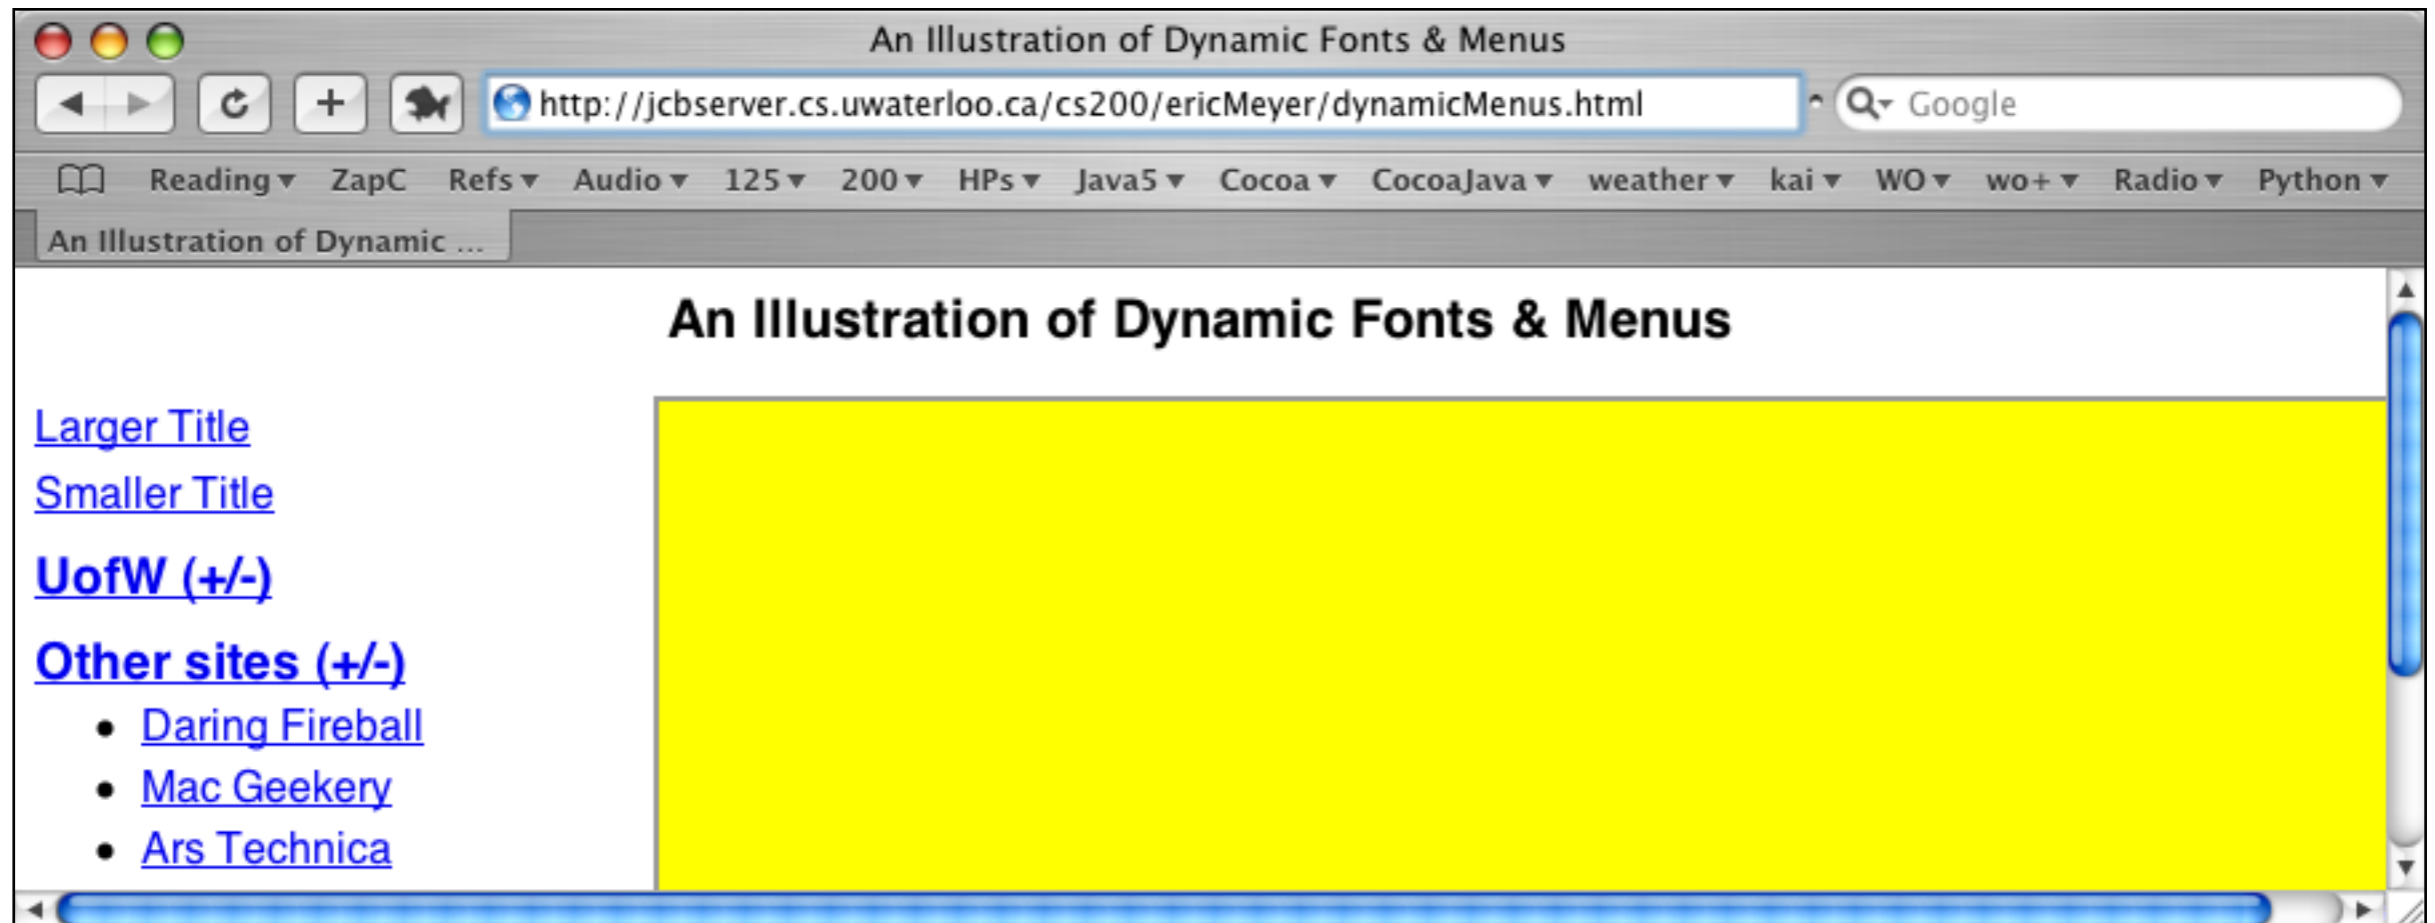 An Illustration of Dynamic Fonts & Menus
http://jcbserver.cs.uwaterloo.ca/cs200/ericMeyer/dynamicMenus.html Google
Reading ZapC Refs Audio 125 200 HPs Java5 Cocoa CocoaJava weather kai WO wo+ Radio Python
An Illustration of Dynamic ...
An Illustration of Dynamic Fonts & Menus
Larger Title
Smaller Title
UofW (+/-)
Other sites (+/-)
• Daring Fireball
• Mac Geekery
• Ars Technica